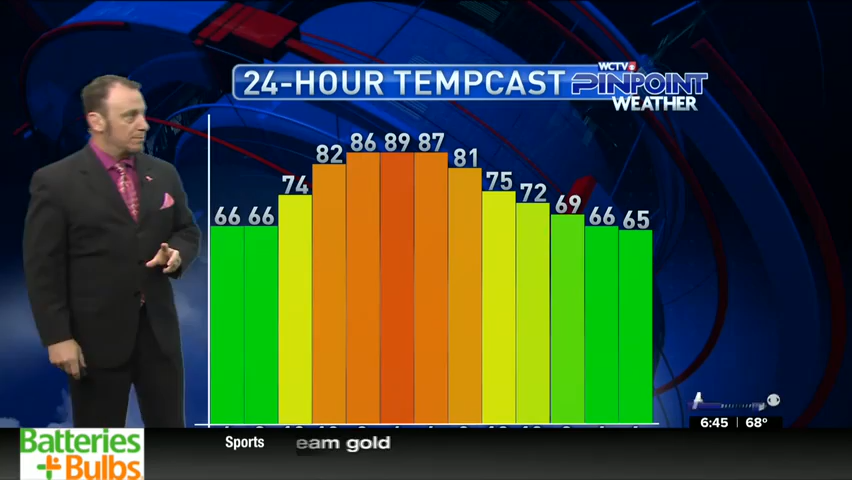 24-HOUR TEMPCAST
WCTV
PINPOINT
WEATHER
66 66 74 82 86 89 87 81 75 72 69 66 65
6:45 68°
Batteries
+Bulbs
Sports
eam gold